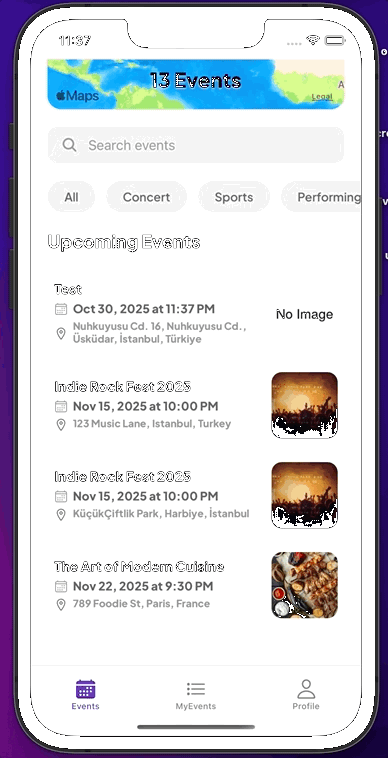 11:37
13 Events
Maps
Legal
Search events
All
Concert
Sports
Performing
Upcoming Events
Test
Oct 30, 2025 at 11:37 PM
Nuhkuyusu Cd. 16, Nuhkuyusu Cd.,
Üsküdar, İstanbul, Türkiye
No Image
Indie Rock Fest 2025
Nov 15, 2025 at 10:00 PM
123 Music Lane, Istanbul, Turkey
Indie Rock Fest 2025
Nov 15, 2025 at 10:00 PM
KüçükÇiftlik Park, Harbiye, İstanbul
The Art of Modern Cuisine
Nov 22, 2025 at 9:30 PM
789 Foodie St, Paris, France
Events
MyEvents
Profile